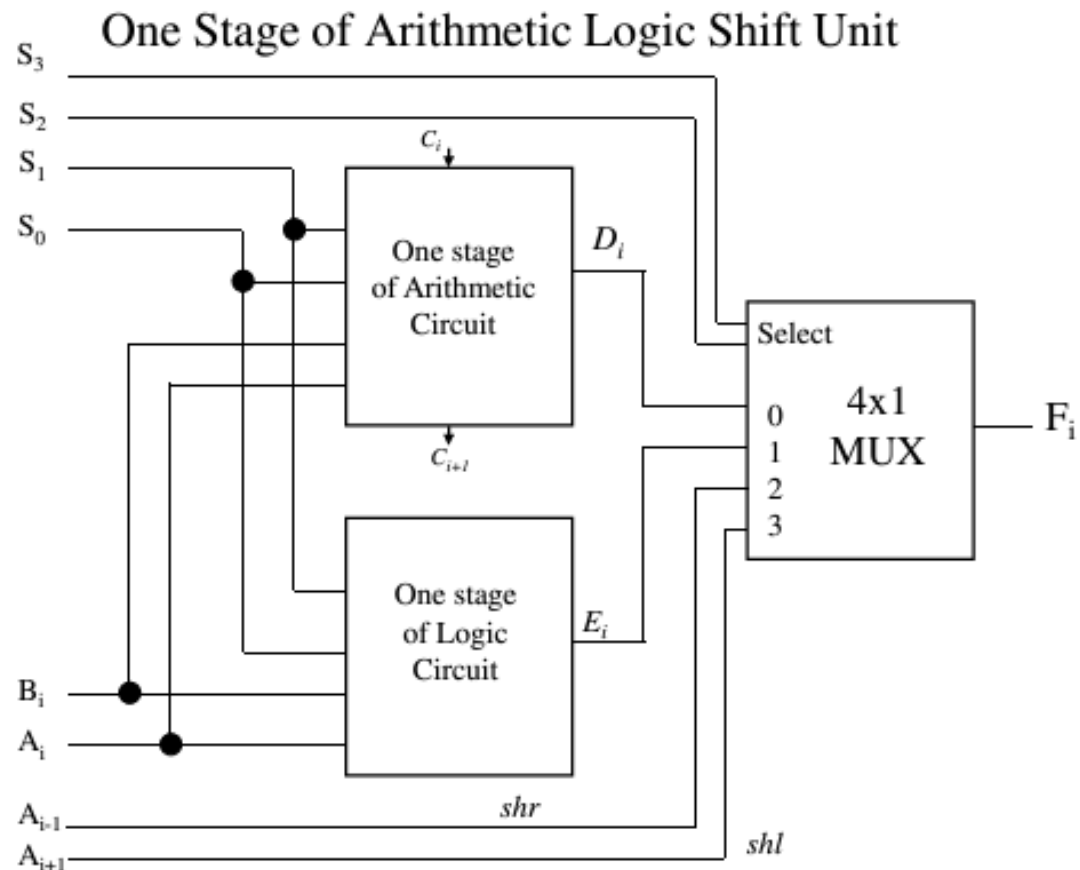 One Stage of Arithmetic Logic Shift Unit
S₃
S₂
S₁
S₀
Cᵢ
One stage
of Arithmetic
Circuit
Dᵢ
Cᵢ₊₁
Select
0
1
2
3
4x1
MUX
Fᵢ
One stage
of Logic
Circuit
Eᵢ
Bᵢ
Aᵢ
Aᵢ₋₁
shr
Aᵢ₊₁
shl